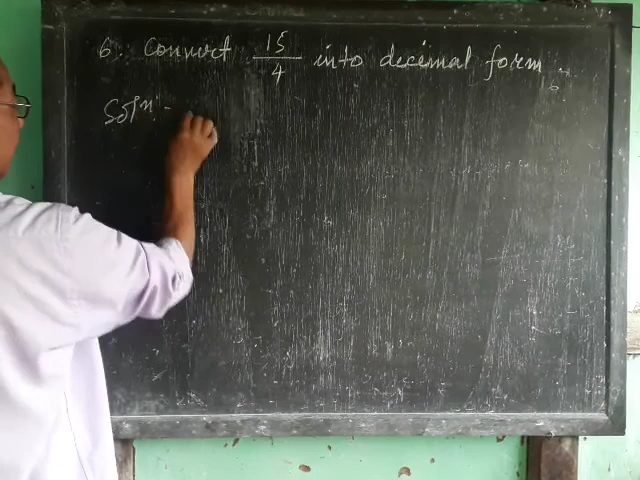 6. Convert 15/4 into decimal form.
Solⁿ:-